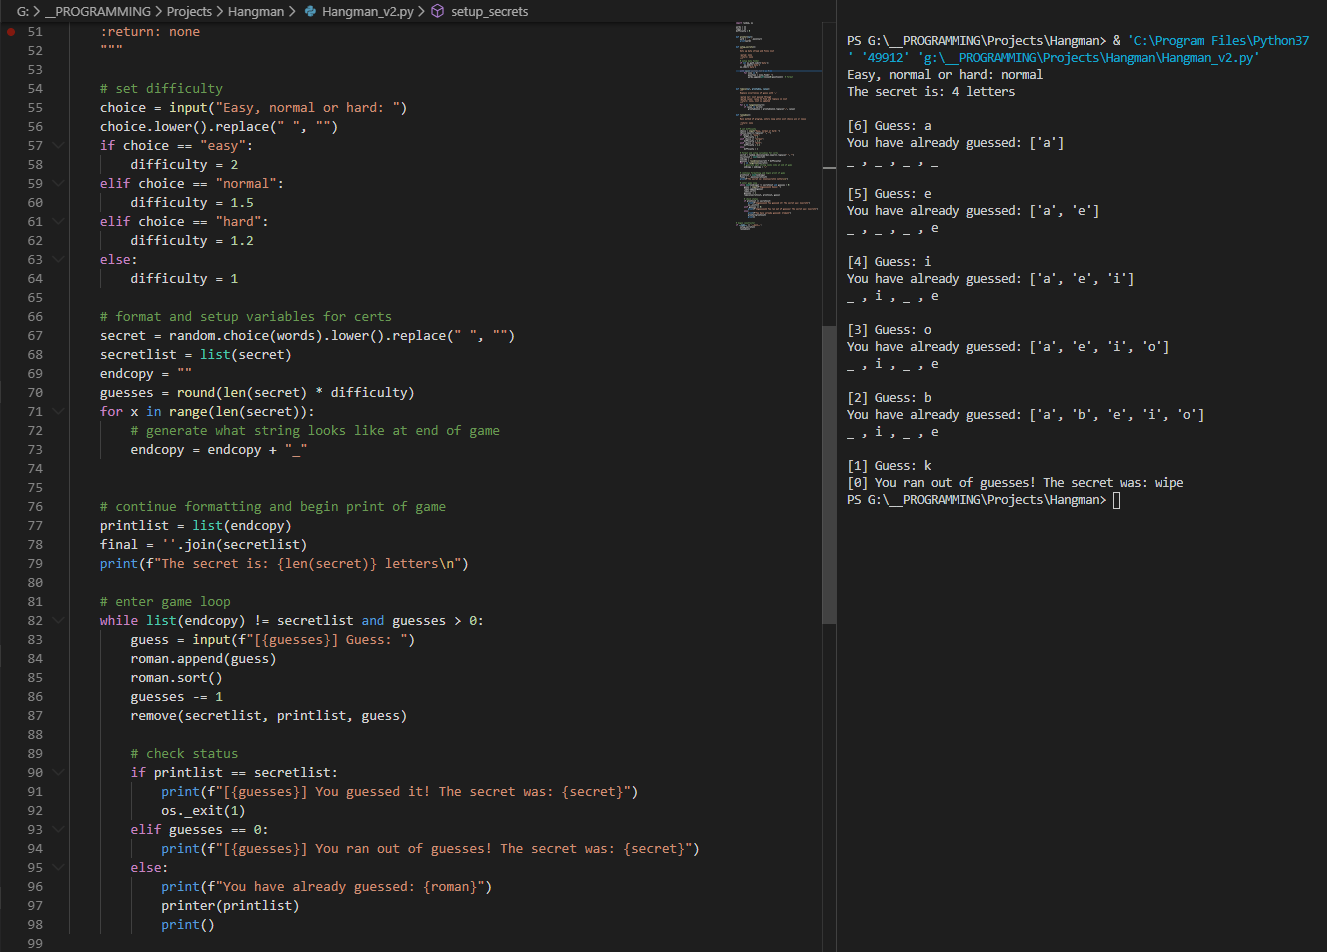 G: > __PROGRAMMING > Projects > Hangman > Hangman_v2.py > setup_secrets
51 :return: none
52 """
53
54 # set difficulty
55 choice = input("Easy, normal or hard: ")
56 choice.lower().replace(" ", "")
57 if choice == "easy":
58 difficulty = 2
59 elif choice == "normal":
60 difficulty = 1.5
61 elif choice == "hard":
62 difficulty = 1.2
63 else:
64 difficulty = 1
65
66 # format and setup variables for certs
67 secret = random.choice(words).lower().replace(" ", "")
68 secretlist = list(secret)
69 endcopy = ""
70 guesses = round(len(secret) * difficulty)
71 for x in range(len(secret)):
72 # generate what string looks like at end of game
73 endcopy = endcopy + "_"
74
75
76 # continue formatting and begin print of game
77 printlist = list(endcopy)
78 final = ''.join(secretlist)
79 print(f"The secret is: {len(secret)} letters\n")
80
81 # enter game loop
82 while list(endcopy) != secretlist and guesses > 0:
83 guess = input(f"[{guesses}] Guess: ")
84 roman.append(guess)
85 roman.sort()
86 guesses -= 1
87 remove(secretlist, printlist, guess)
88
89 # check status
90 if printlist == secretlist:
91 print(f"[{guesses}] You guessed it! The secret was: {secret}")
92 os._exit(1)
93 elif guesses == 0:
94 print(f"[{guesses}] You ran out of guesses! The secret was: {secret}")
95 else:
96 print(f"You have already guessed: {roman}")
97 printer(printlist)
98 print()
99
PS G:\__PROGRAMMING\Projects\Hangman> & 'C:\Program Files\Python37
' '49912' 'g:\__PROGRAMMING\Projects\Hangman\Hangman_v2.py'
Easy, normal or hard: normal
The secret is: 4 letters
[6] Guess: a
You have already guessed: ['a']
_ , _ , _ , _
[5] Guess: e
You have already guessed: ['a', 'e']
_ , _ , _ , e
[4] Guess: i
You have already guessed: ['a', 'e', 'i']
_ , i , _ , e
[3] Guess: o
You have already guessed: ['a', 'e', 'i', 'o']
_ , i , _ , e
[2] Guess: b
You have already guessed: ['a', 'b', 'e', 'i', 'o']
_ , i , _ , e
[1] Guess: k
[0] You ran out of guesses! The secret was: wipe
PS G:\__PROGRAMMING\Projects\Hangman>